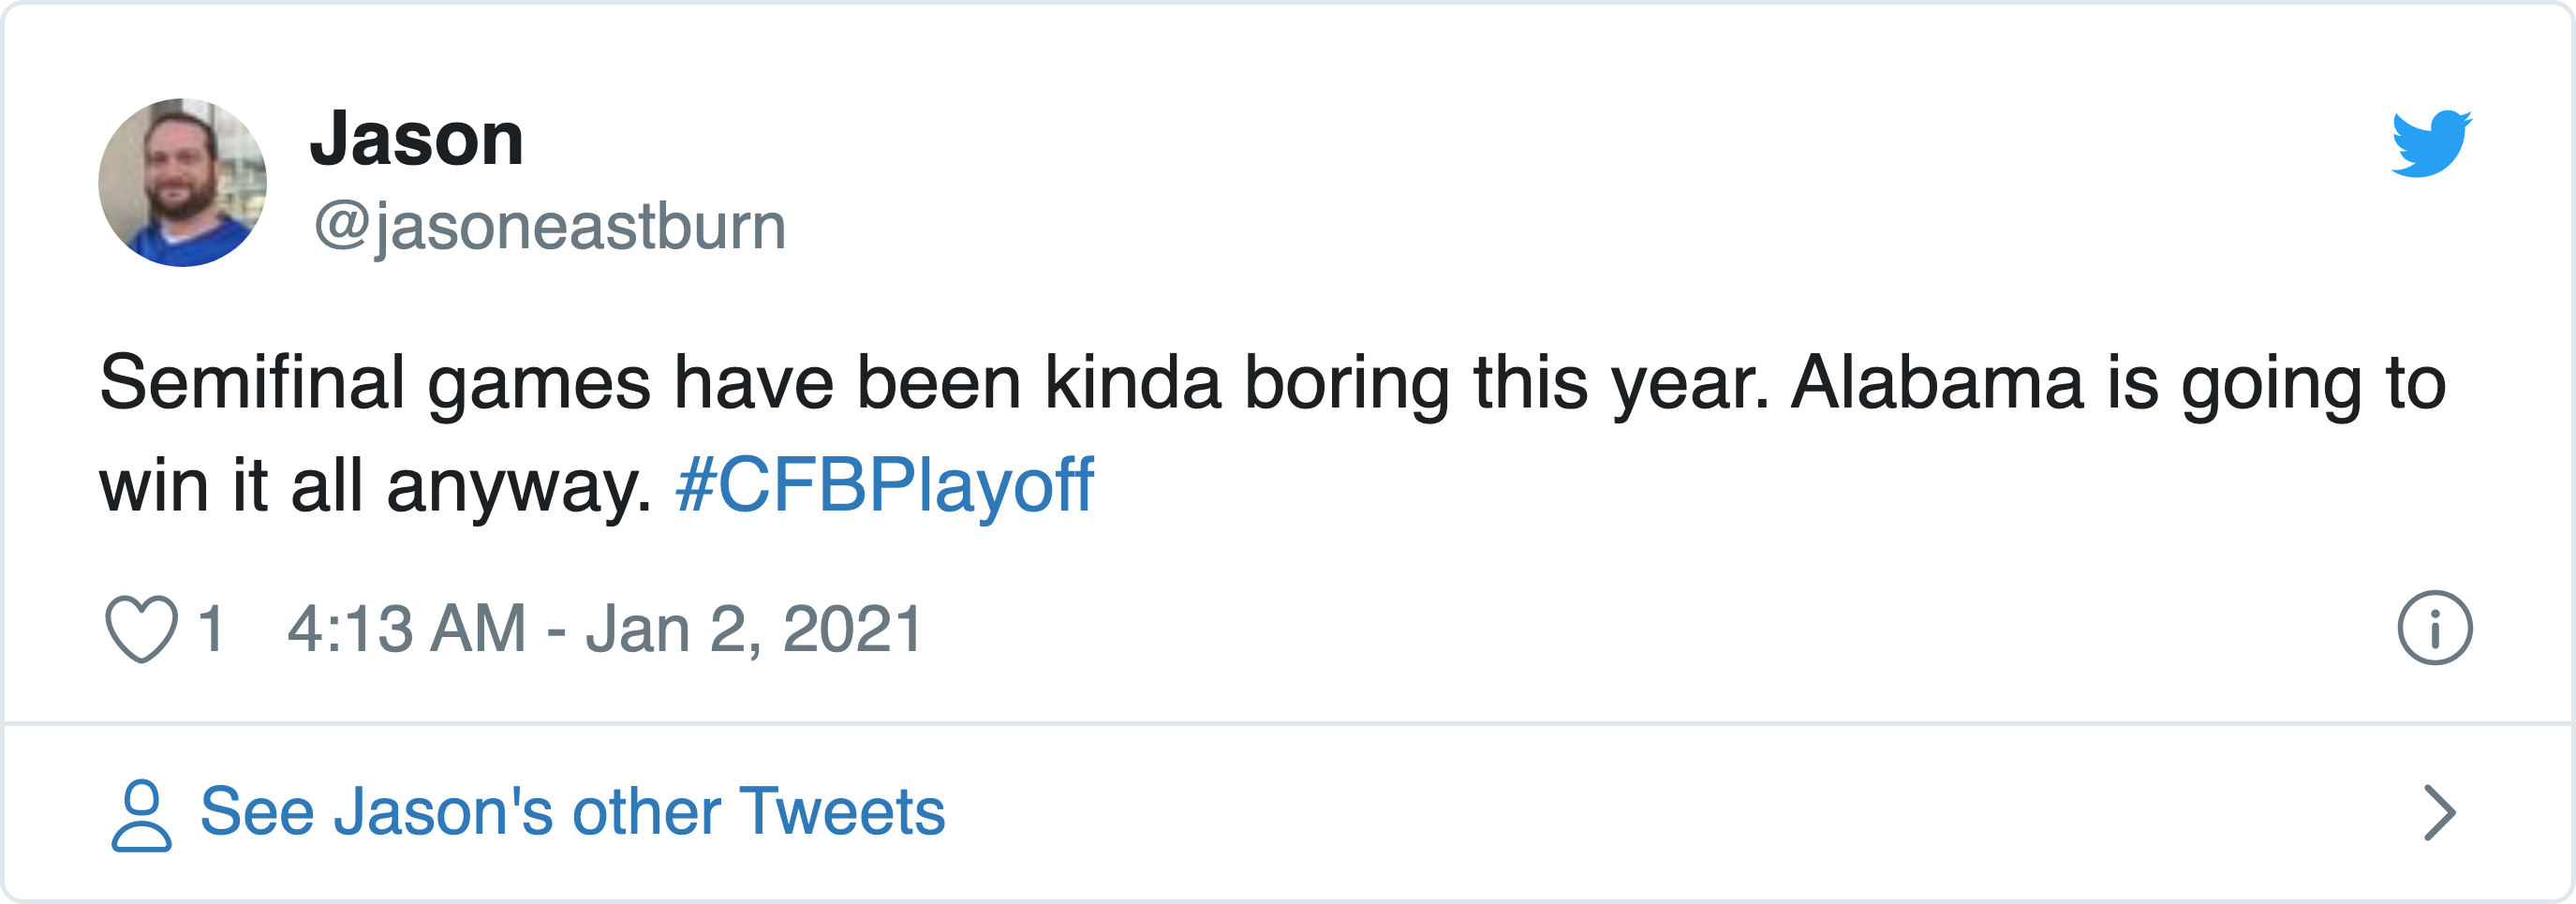 Jason
@jasoneastburn
Semifinal games have been kinda boring this year. Alabama is going to
win it all anyway. #CFBPlayoff
1 4:13 AM - Jan 2, 2021
See Jason's other Tweets